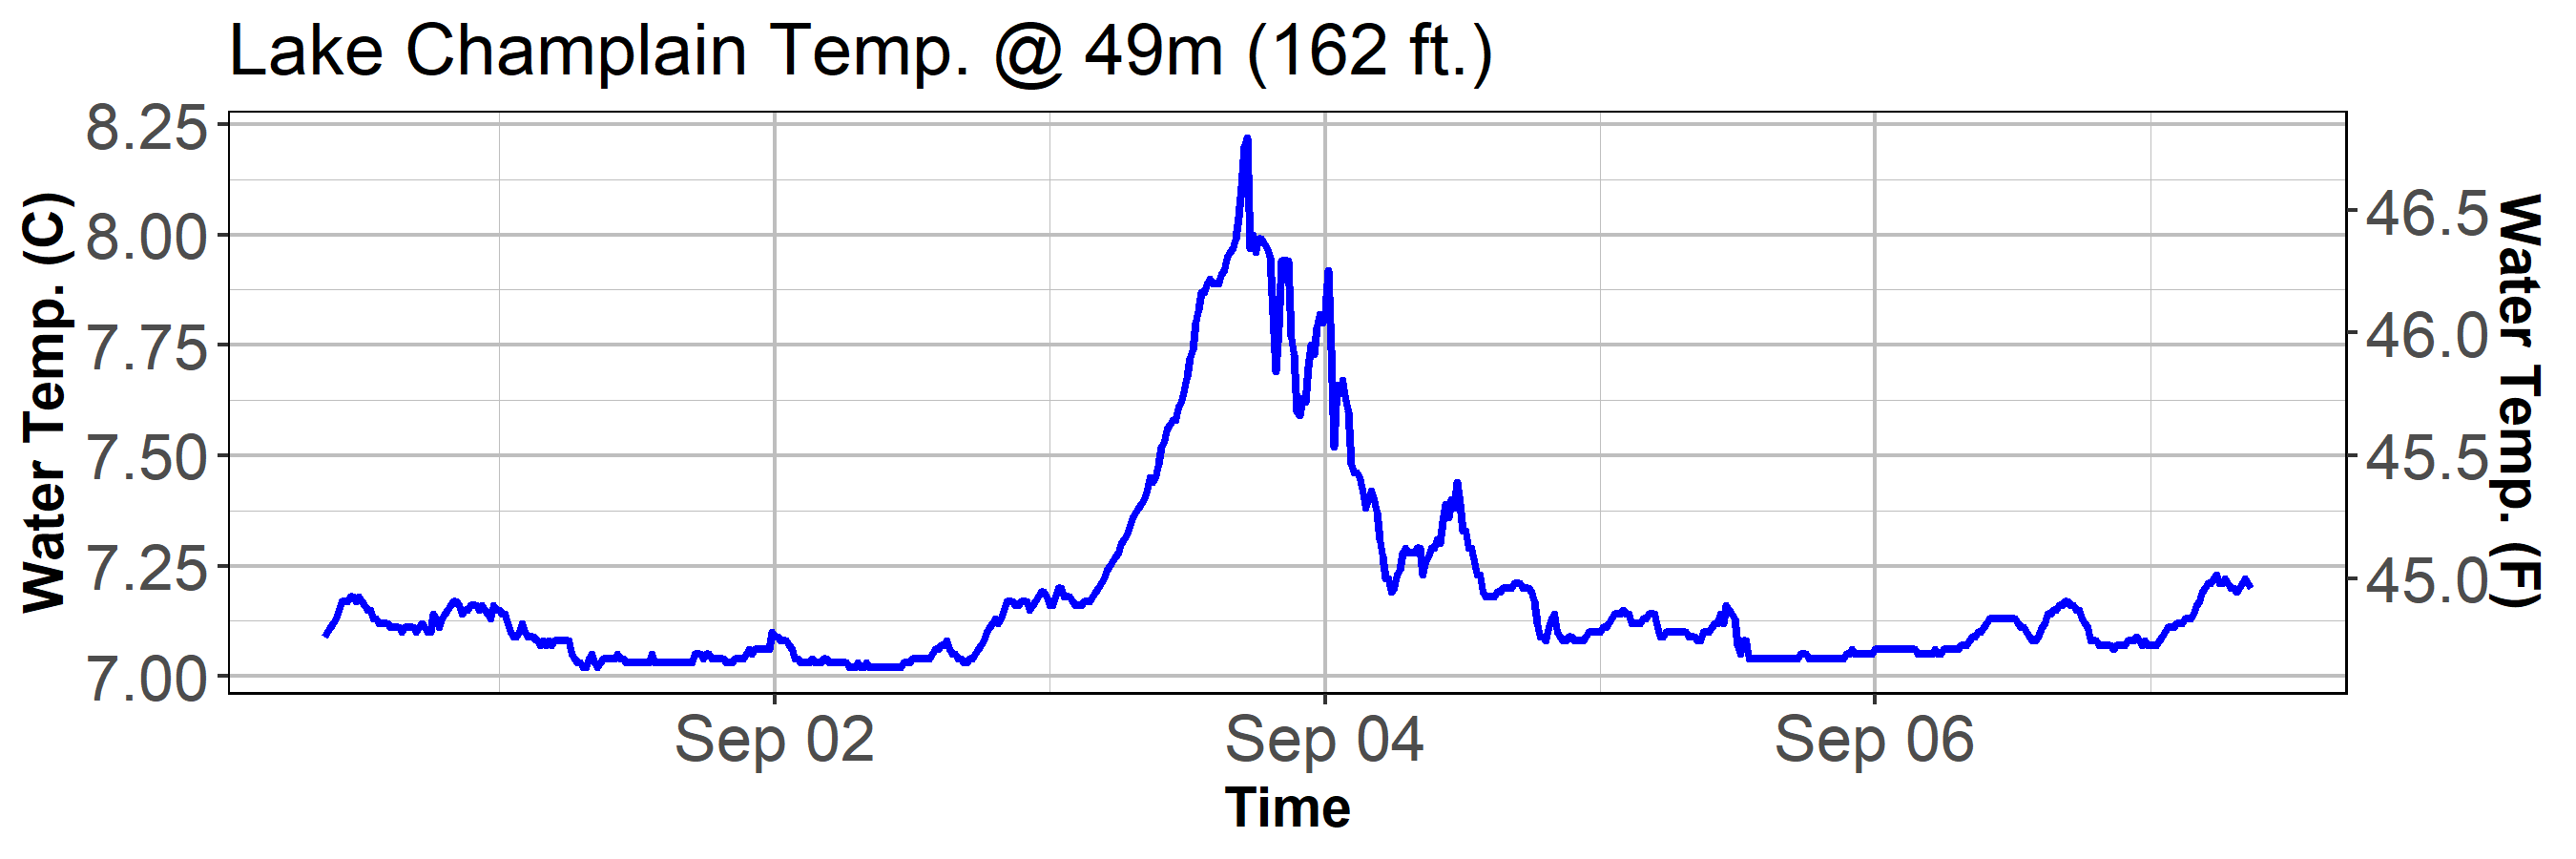 Lake Champlain Temp. @ 49m (162 ft.)
Water Temp. (C)
8.25
8.00
7.75
7.50
7.25
7.00
46.5
46.0
45.5
45.0
Water Temp. (F)
Sep 02
Sep 04
Sep 06
Time